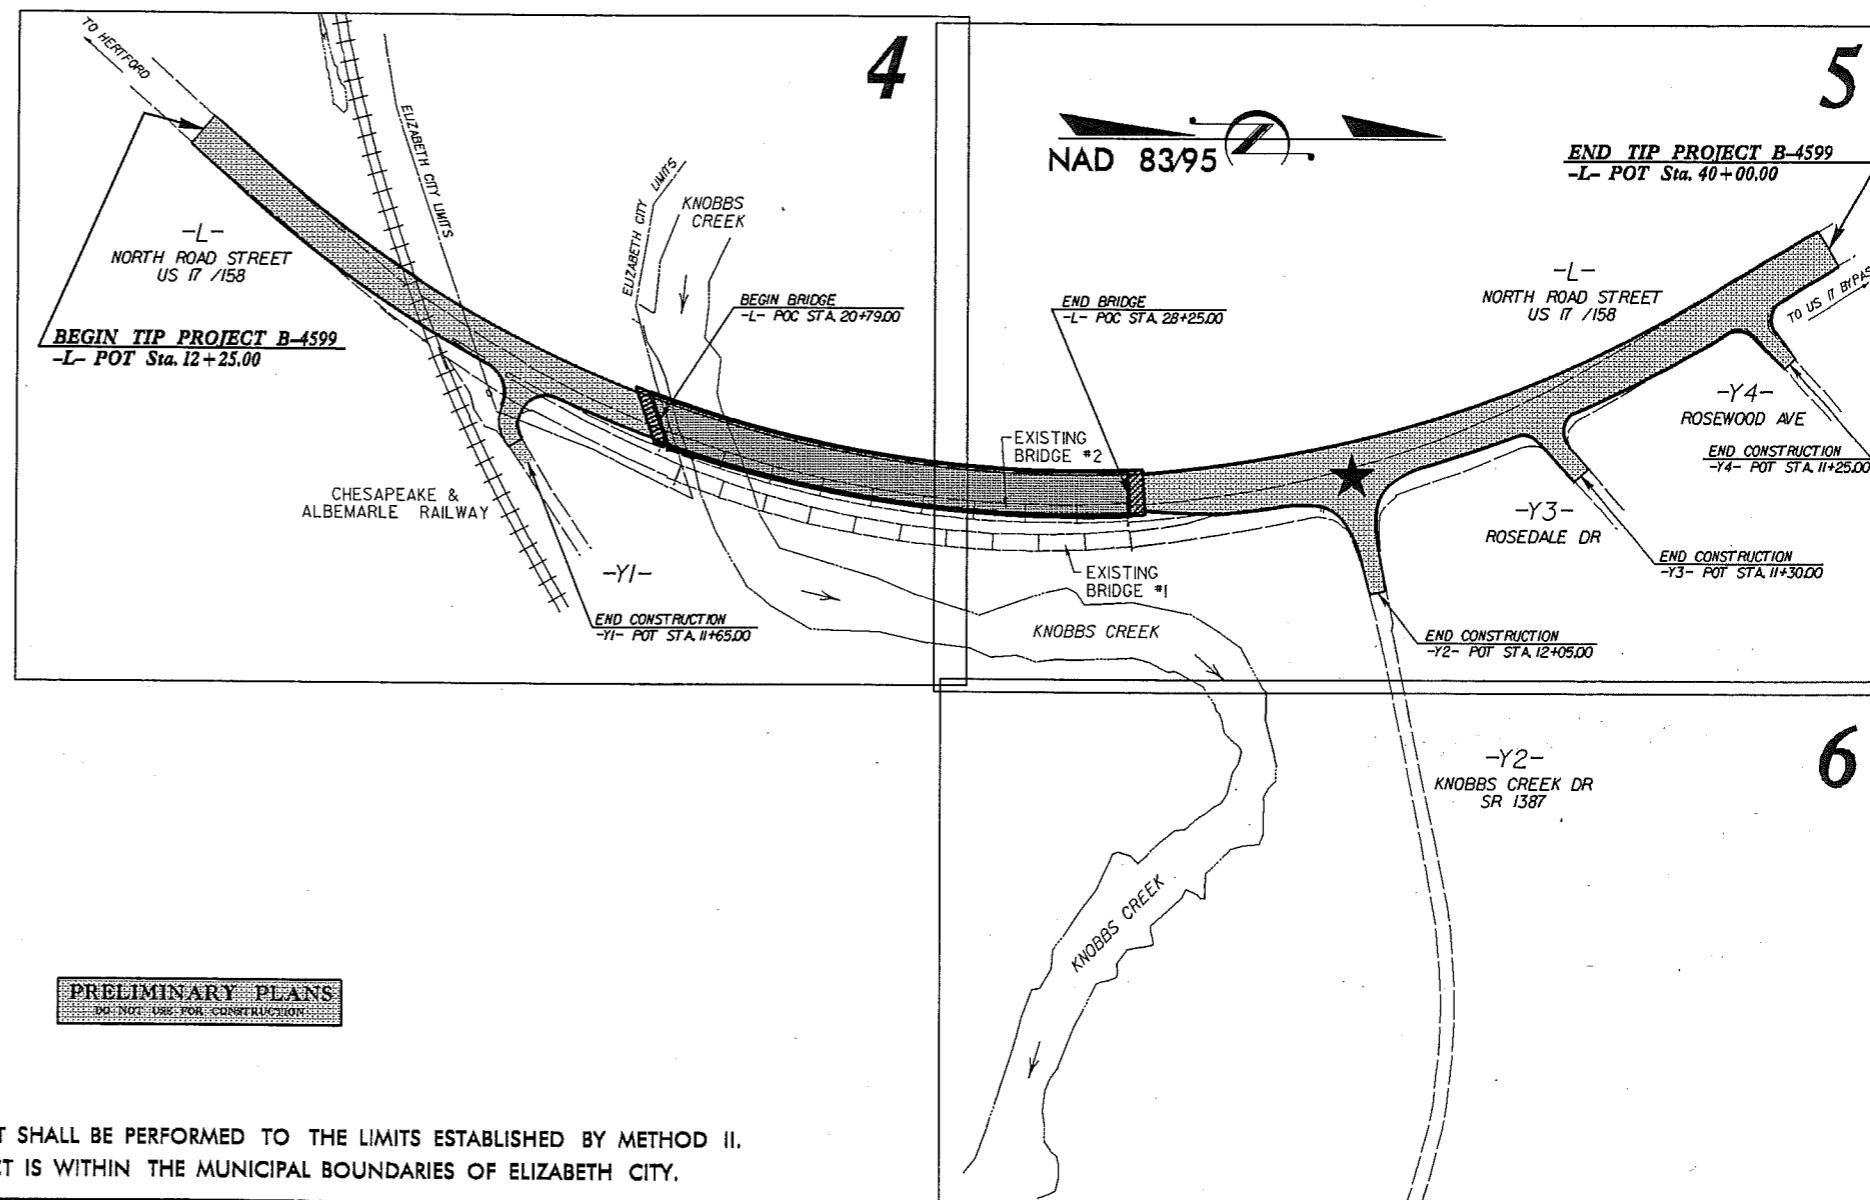 TO HERTFORD
4
ELIZABETH CITY LIMITS
ELIZABETH CITY LIMITS
KNOBBS
CREEK
-L-
NORTH ROAD STREET
US 17 /158
BEGIN TIP PROJECT B-4599
-L- POT Sta. 12+25.00
BEGIN BRIDGE
-L- POC STA. 20+79.00
CHESAPEAKE &
ALBEMARLE RAILWAY
-Y1-
END CONSTRUCTION
-Y1- POT STA. 11+65.00
5
NAD 83/95
END TIP PROJECT B-4599
-L- POT Sta. 40+00.00
END BRIDGE
-L- POC STA. 28+25.00
-L-
NORTH ROAD STREET
US 17 /158
TO US 17 BYPAS
EXISTING
BRIDGE #2
EXISTING
BRIDGE #1
KNOBBS CREEK
-Y4-
ROSEWOOD AVE
END CONSTRUCTION
-Y4- POT STA. 11+25.00
-Y3-
ROSEDALE DR
END CONSTRUCTION
-Y3- POT STA. 11+30.00
END CONSTRUCTION
-Y2- POT STA. 12+05.00
6
-Y2-
KNOBBS CREEK DR
SR 1387
KNOBBS CREEK
PRELIMINARY PLANS
DO NOT USE FOR CONSTRUCTION
T SHALL BE PERFORMED TO THE LIMITS ESTABLISHED BY METHOD II.
CT IS WITHIN THE MUNICIPAL BOUNDARIES OF ELIZABETH CITY.